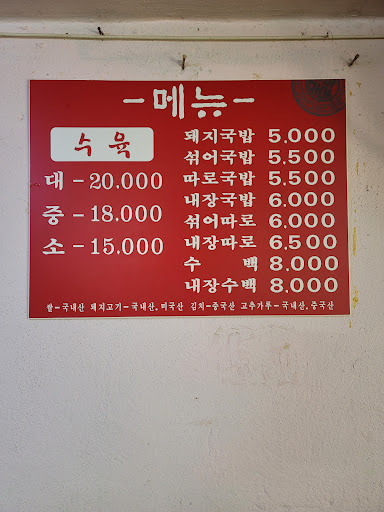 -메뉴-
수육
대 - 20.000
중 - 18.000
소 - 15.000
돼지국밥 5.000
섞어국밥 5.500
따로국밥 5.500
내장국밥 6.000
섞어따로 6.000
내장따로 6.500
수 백 8.000
내장수백 8.000
쌀-국내산 돼지고기-국내산, 미국산 김치-중국산 고추가루-국내산, 중국산